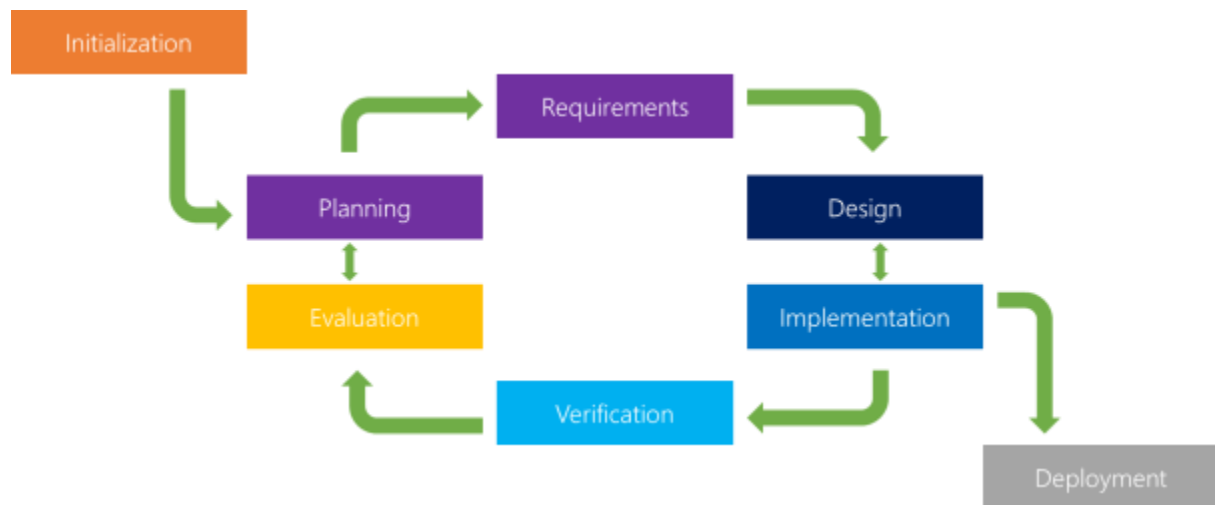 Initialization
Requirements
Planning
Design
Evaluation
Implementation
Verification
Deployment